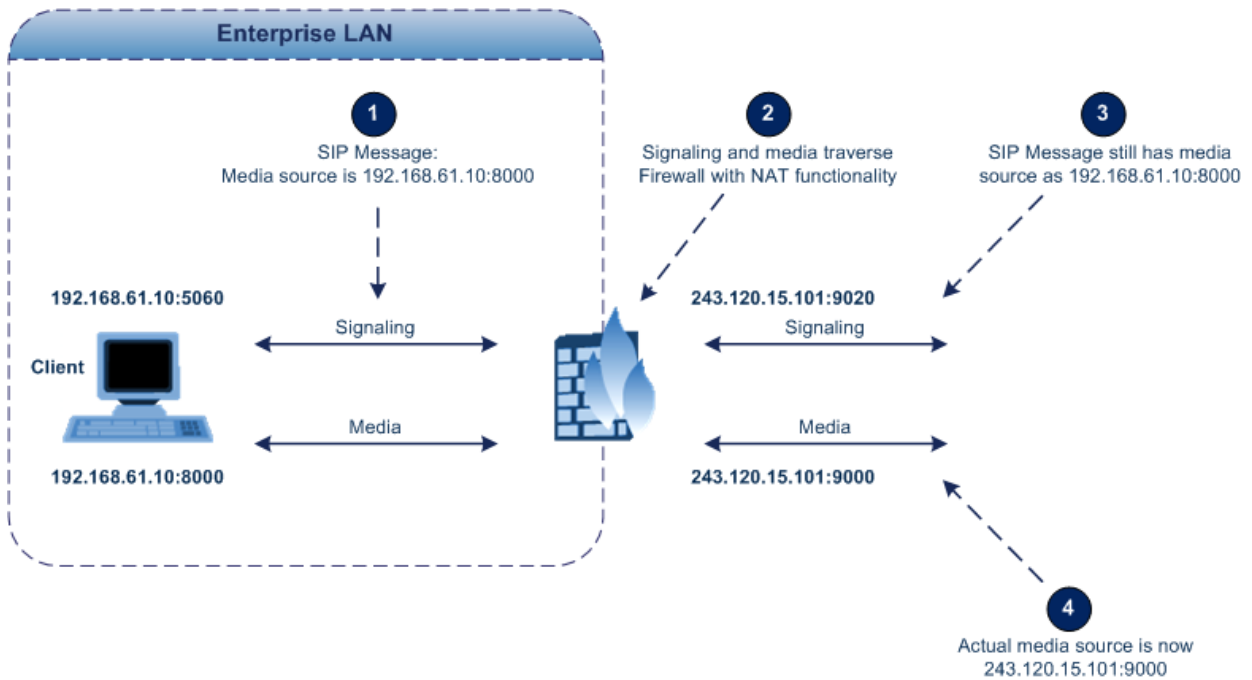 Enterprise LAN
1
SIP Message:
Media source is 192.168.61.10:8000
2
Signaling and media traverse
Firewall with NAT functionality
3
SIP Message still has media
source as 192.168.61.10:8000
192.168.61.10:5060
Signaling
243.120.15.101:9020
Signaling
Client
Media
Media
192.168.61.10:8000
243.120.15.101:9000
4
Actual media source is now
243.120.15.101:9000